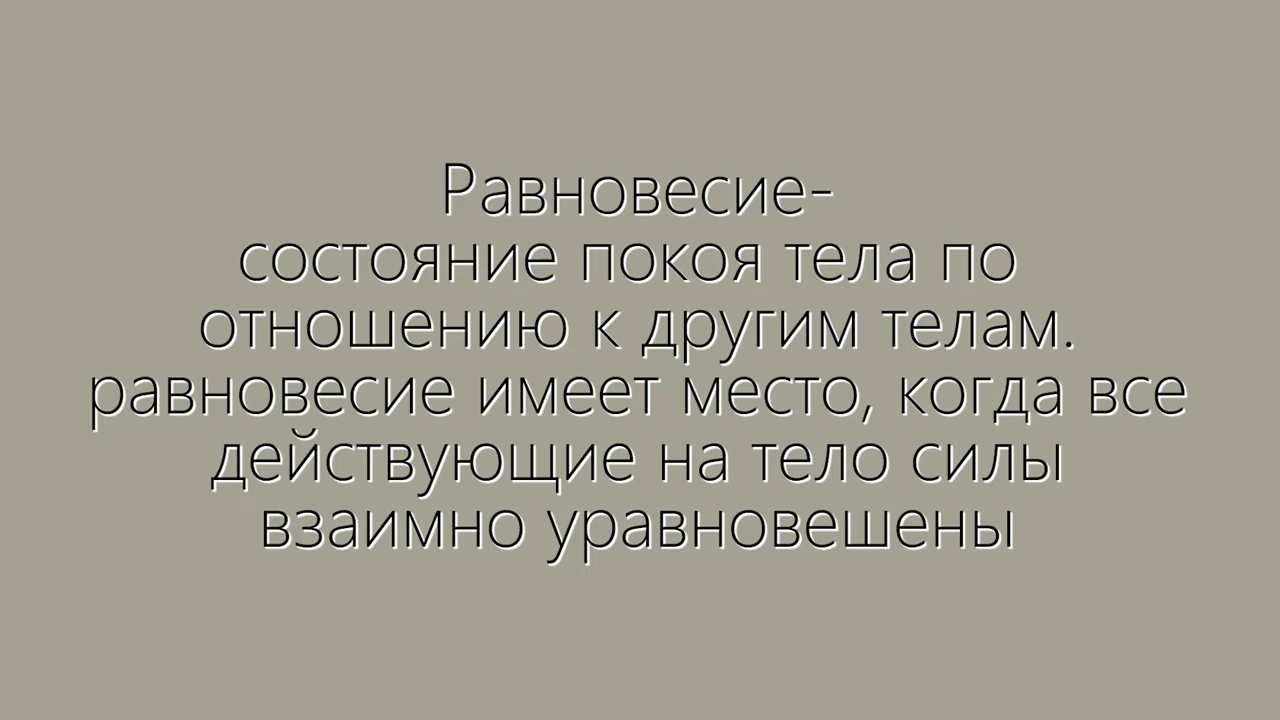 Равновесие-
состояние покоя тела по
отношению к другим телам.
равновесие имеет место, когда все
действующие на тело силы
взаимно уравновешены